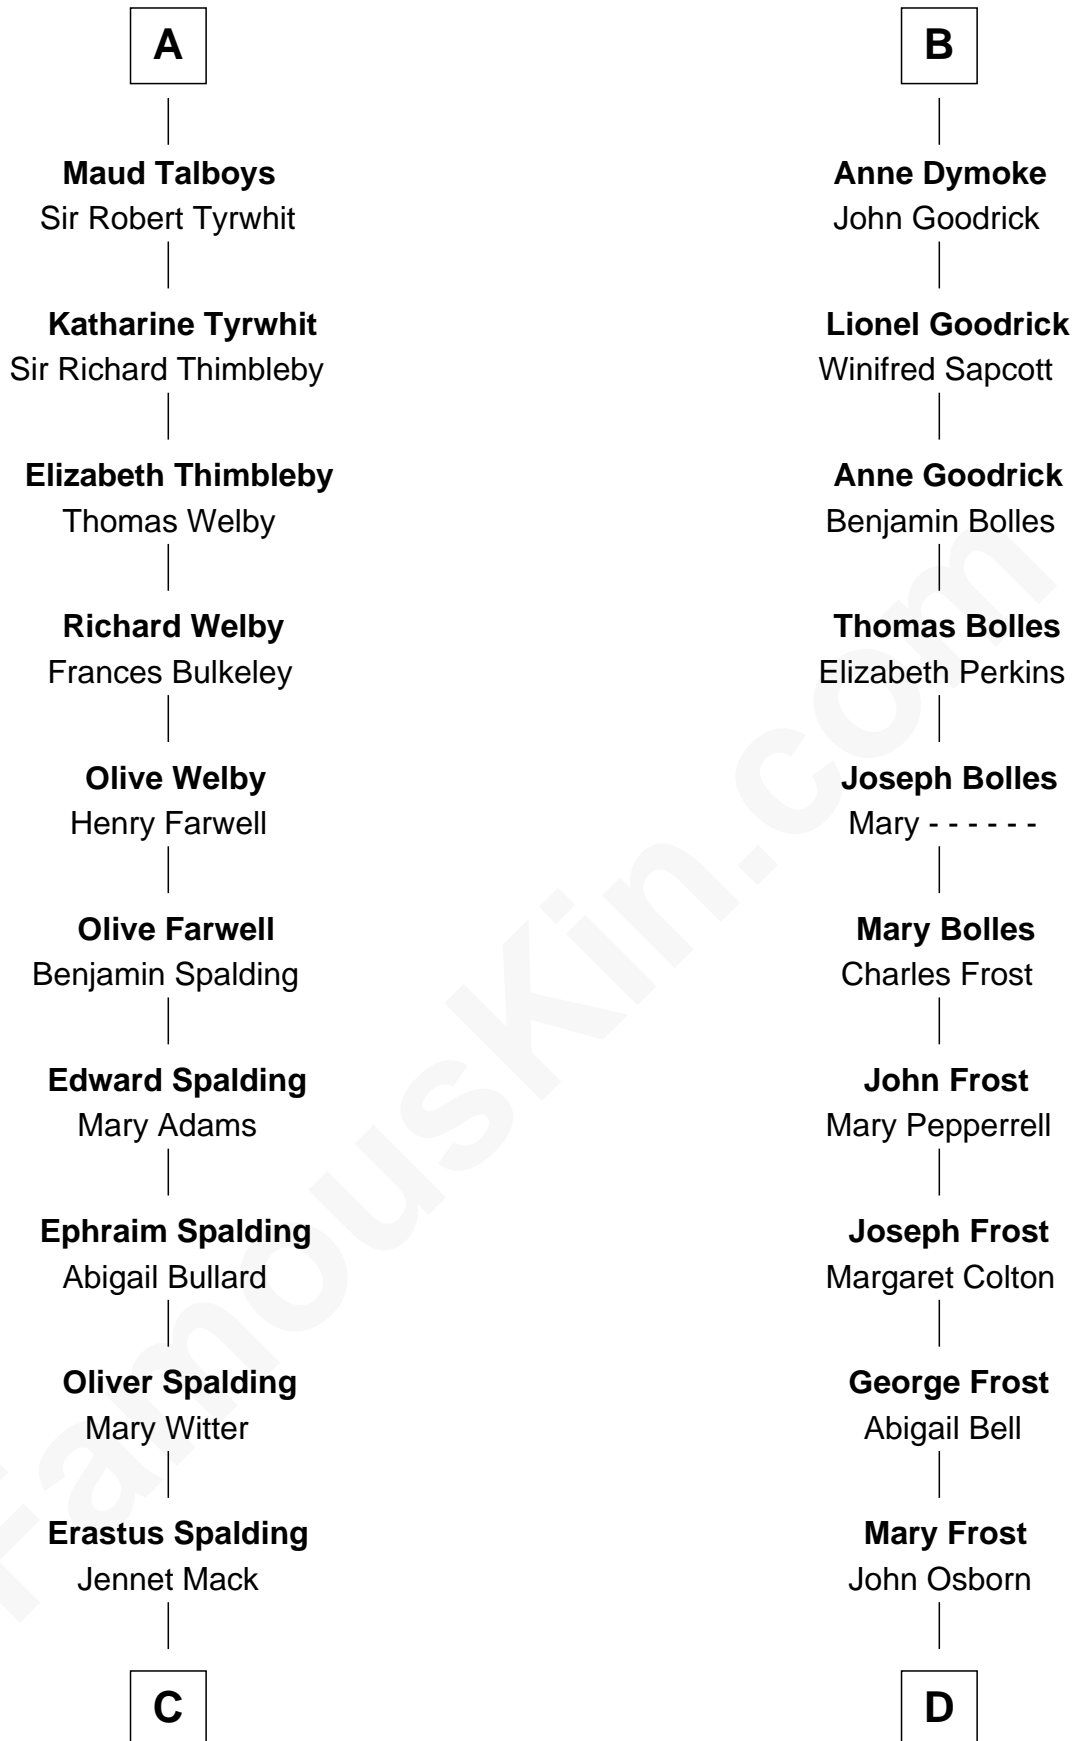 A
Maud Talboys
Sir Robert Tyrwhit
Katharine Tyrwhit
Sir Richard Thimbleby
Elizabeth Thimbleby
Thomas Welby
Richard Welby
Frances Bulkeley
Olive Welby
Henry Farwell
Olive Farwell
Benjamin Spalding
Edward Spalding
Mary Adams
Ephraim Spalding
Abigail Bullard
Oliver Spalding
Mary Witter
Erastus Spalding
Jennet Mack
C
B
Anne Dymoke
John Goodrick
Lionel Goodrick
Winifred Sapcott
Anne Goodrick
Benjamin Bolles
Thomas Bolles
Elizabeth Perkins
Joseph Bolles
Mary - - - - - -
Mary Bolles
Charles Frost
John Frost
Mary Pepperrell
Joseph Frost
Margaret Colton
George Frost
Abigail Bell
Mary Frost
John Osborn
D
FamousKin.com